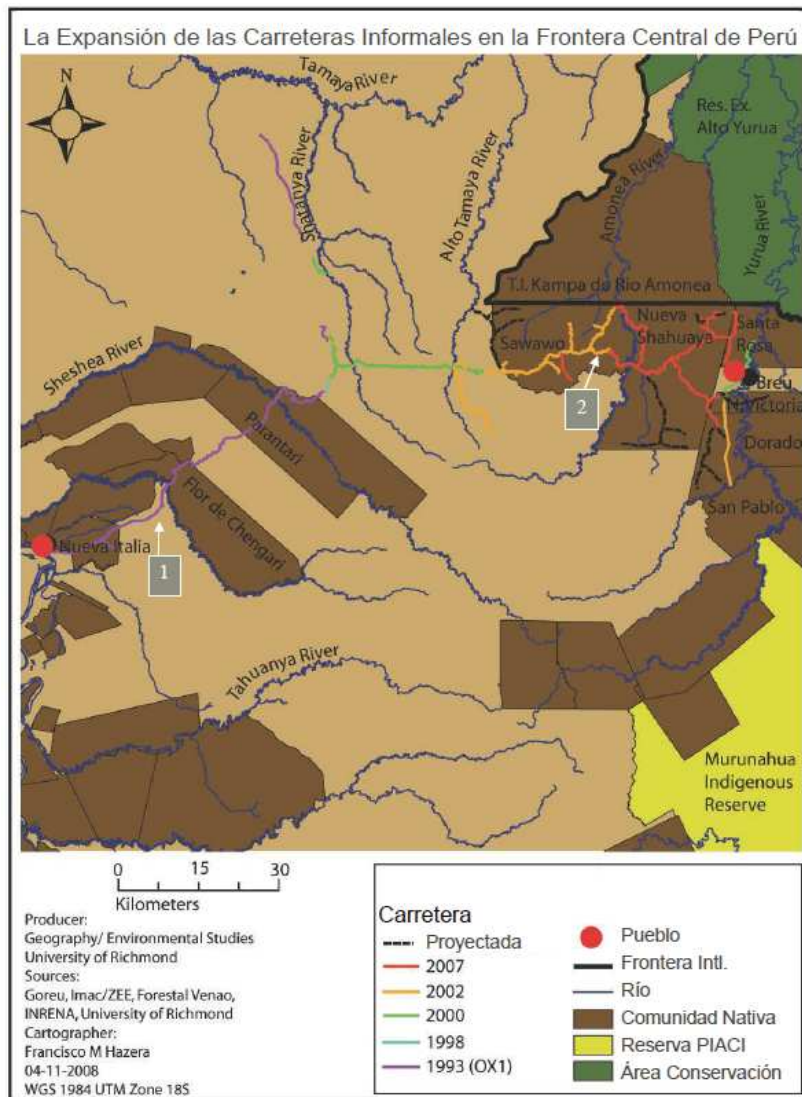 La Expansión de las Carreteras Informales en la Frontera Central de Perú
N
Tamaya River
Shatanya River
Alto Tamaya River
Amonea River
Res. Ex.
Alto Yurua
Yurua River
T.I. Kampa do Rio Amonea
Sawawo
Nueva
Shahuaya
Santa
Rosa
Breu
N. Victoria
Dorado
San Pablo
2
Sheshea River
Parantari
Flor de Chengari
Nueva Italia
1
Tahuanya River
Murunahua
Indigenous
Reserve
0 15 30
Kilometers
Producer:
Geography/ Environmental Studies
University of Richmond
Sources:
Goreu, Imac/ZEE, Forestal Venao,
INRENA, University of Richmond
Cartographer:
Francisco M Hazera
04-11-2008
WGS 1984 UTM Zone 18S
Carretera
Proyectada
2007
2002
2000
1998
1993 (OX1)
Pueblo
Frontera Intl.
Río
Comunidad Nativa
Reserva PIACI
Área Conservación